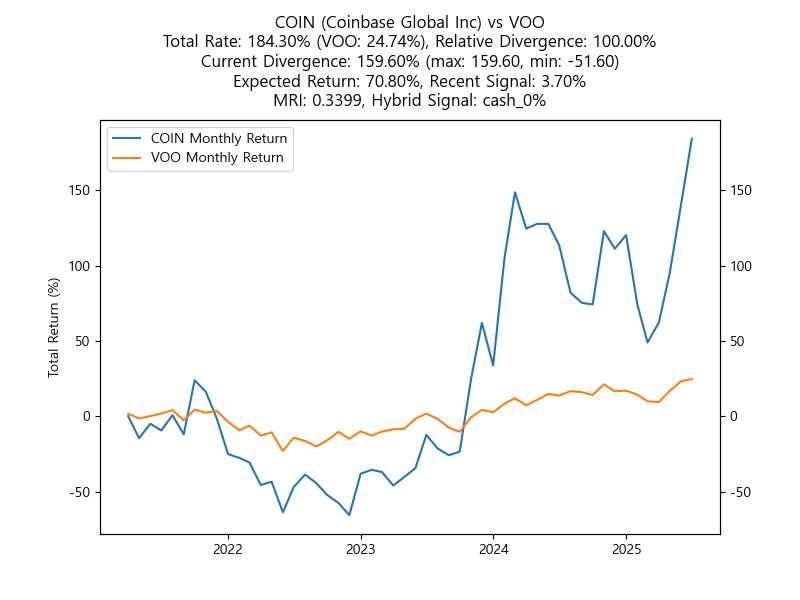 COIN (Coinbase Global Inc) vs VOO
Total Rate: 184.30% (VOO: 24.74%), Relative Divergence: 100.00%
Current Divergence: 159.60% (max: 159.60, min: -51.60)
Expected Return: 70.80%, Recent Signal: 3.70%
MRI: 0.3399, Hybrid Signal: cash_0%
COIN Monthly Return
VOO Monthly Return
Total Return (%)
150
100
50
0
-50
150
100
50
0
-50
2022
2023
2024
2025